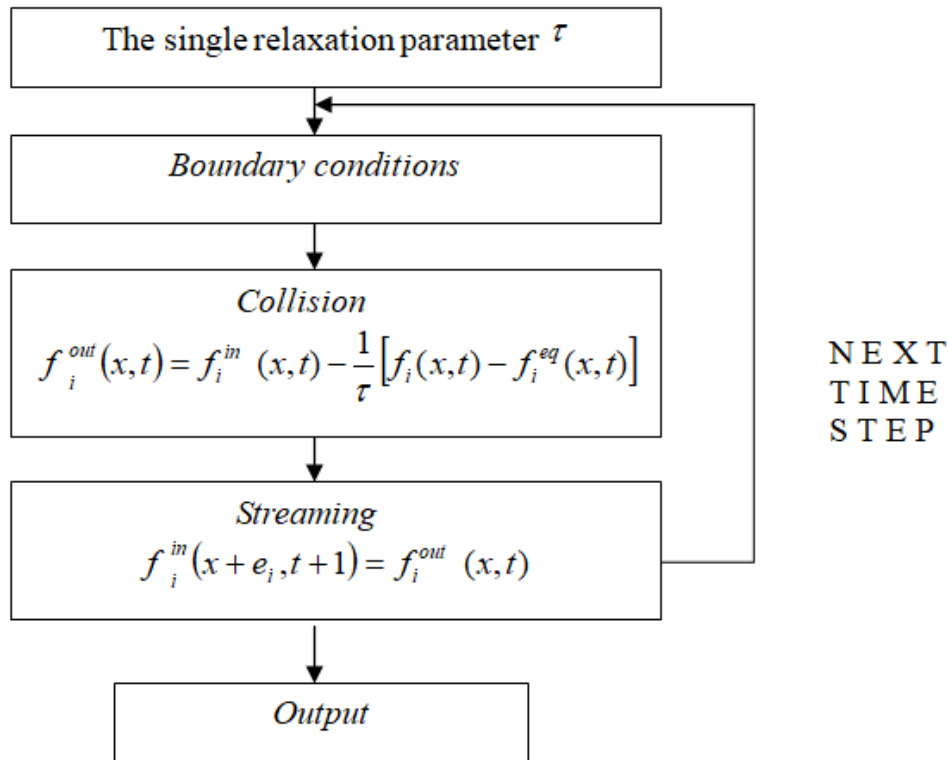 The single relaxation parameter τ
Boundary conditions
Collision
f_i^{out}(x,t) = f_i^{in} (x,t) − \frac{1}{τ}[f_i(x,t) − f_i^{eq}(x,t)]
Streaming
f_i^{in}(x + e_i, t + 1) = f_i^{out} (x,t)
Output
NEXT
TIME
STEP